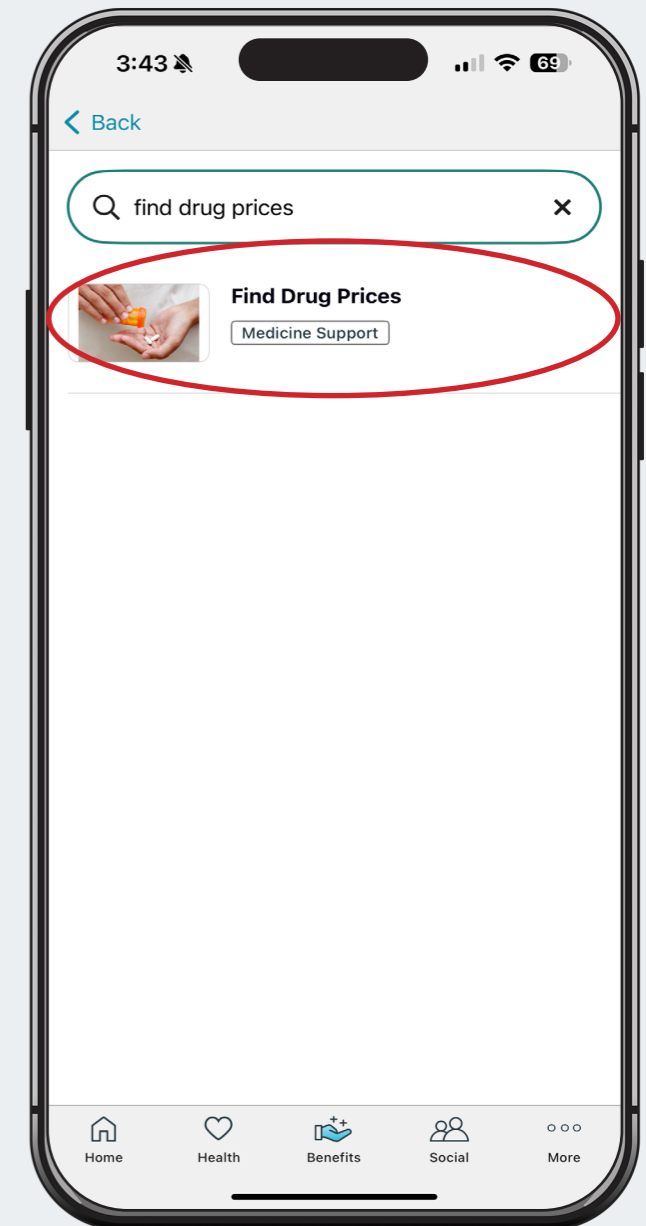 3:43
69
Back
find drug prices
Find Drug Prices
Medicine Support
Home Health Benefits Social More